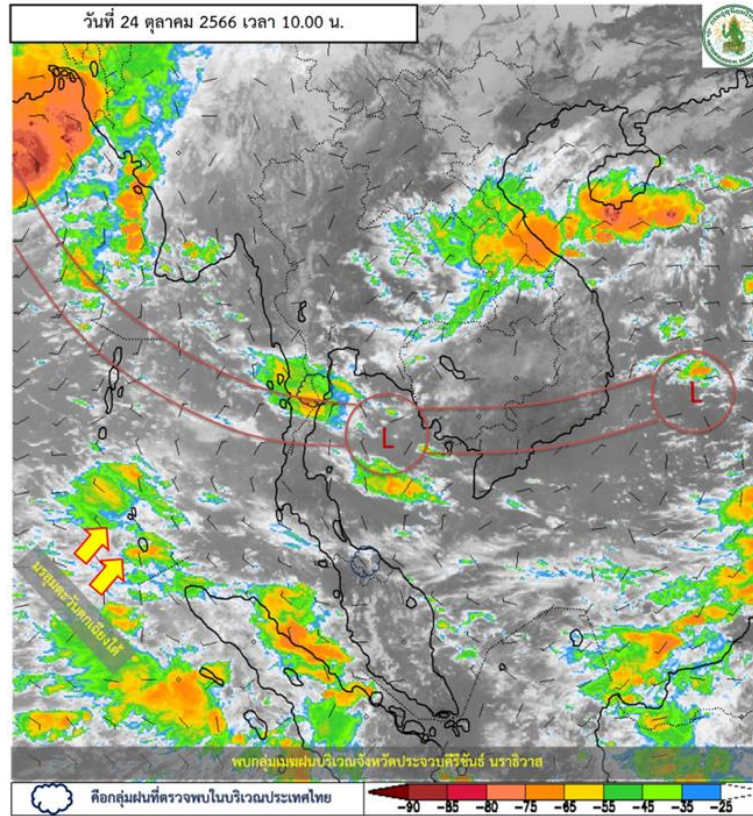 วันที่ 24 ตุลาคม 2566 เวลา 10.00 น.
L
L
มรสุมตะวันตกเฉียงใต้
พบกลุ่มเมฆฝนบริเวณจังหวัดประจวบคีรีขันธ์ นราธิวาส
คือกลุ่มฝนที่ตรวจพบในบริเวณประเทศไทย
-90 -85 -80 -75 -65 -55 -45 -35 -25